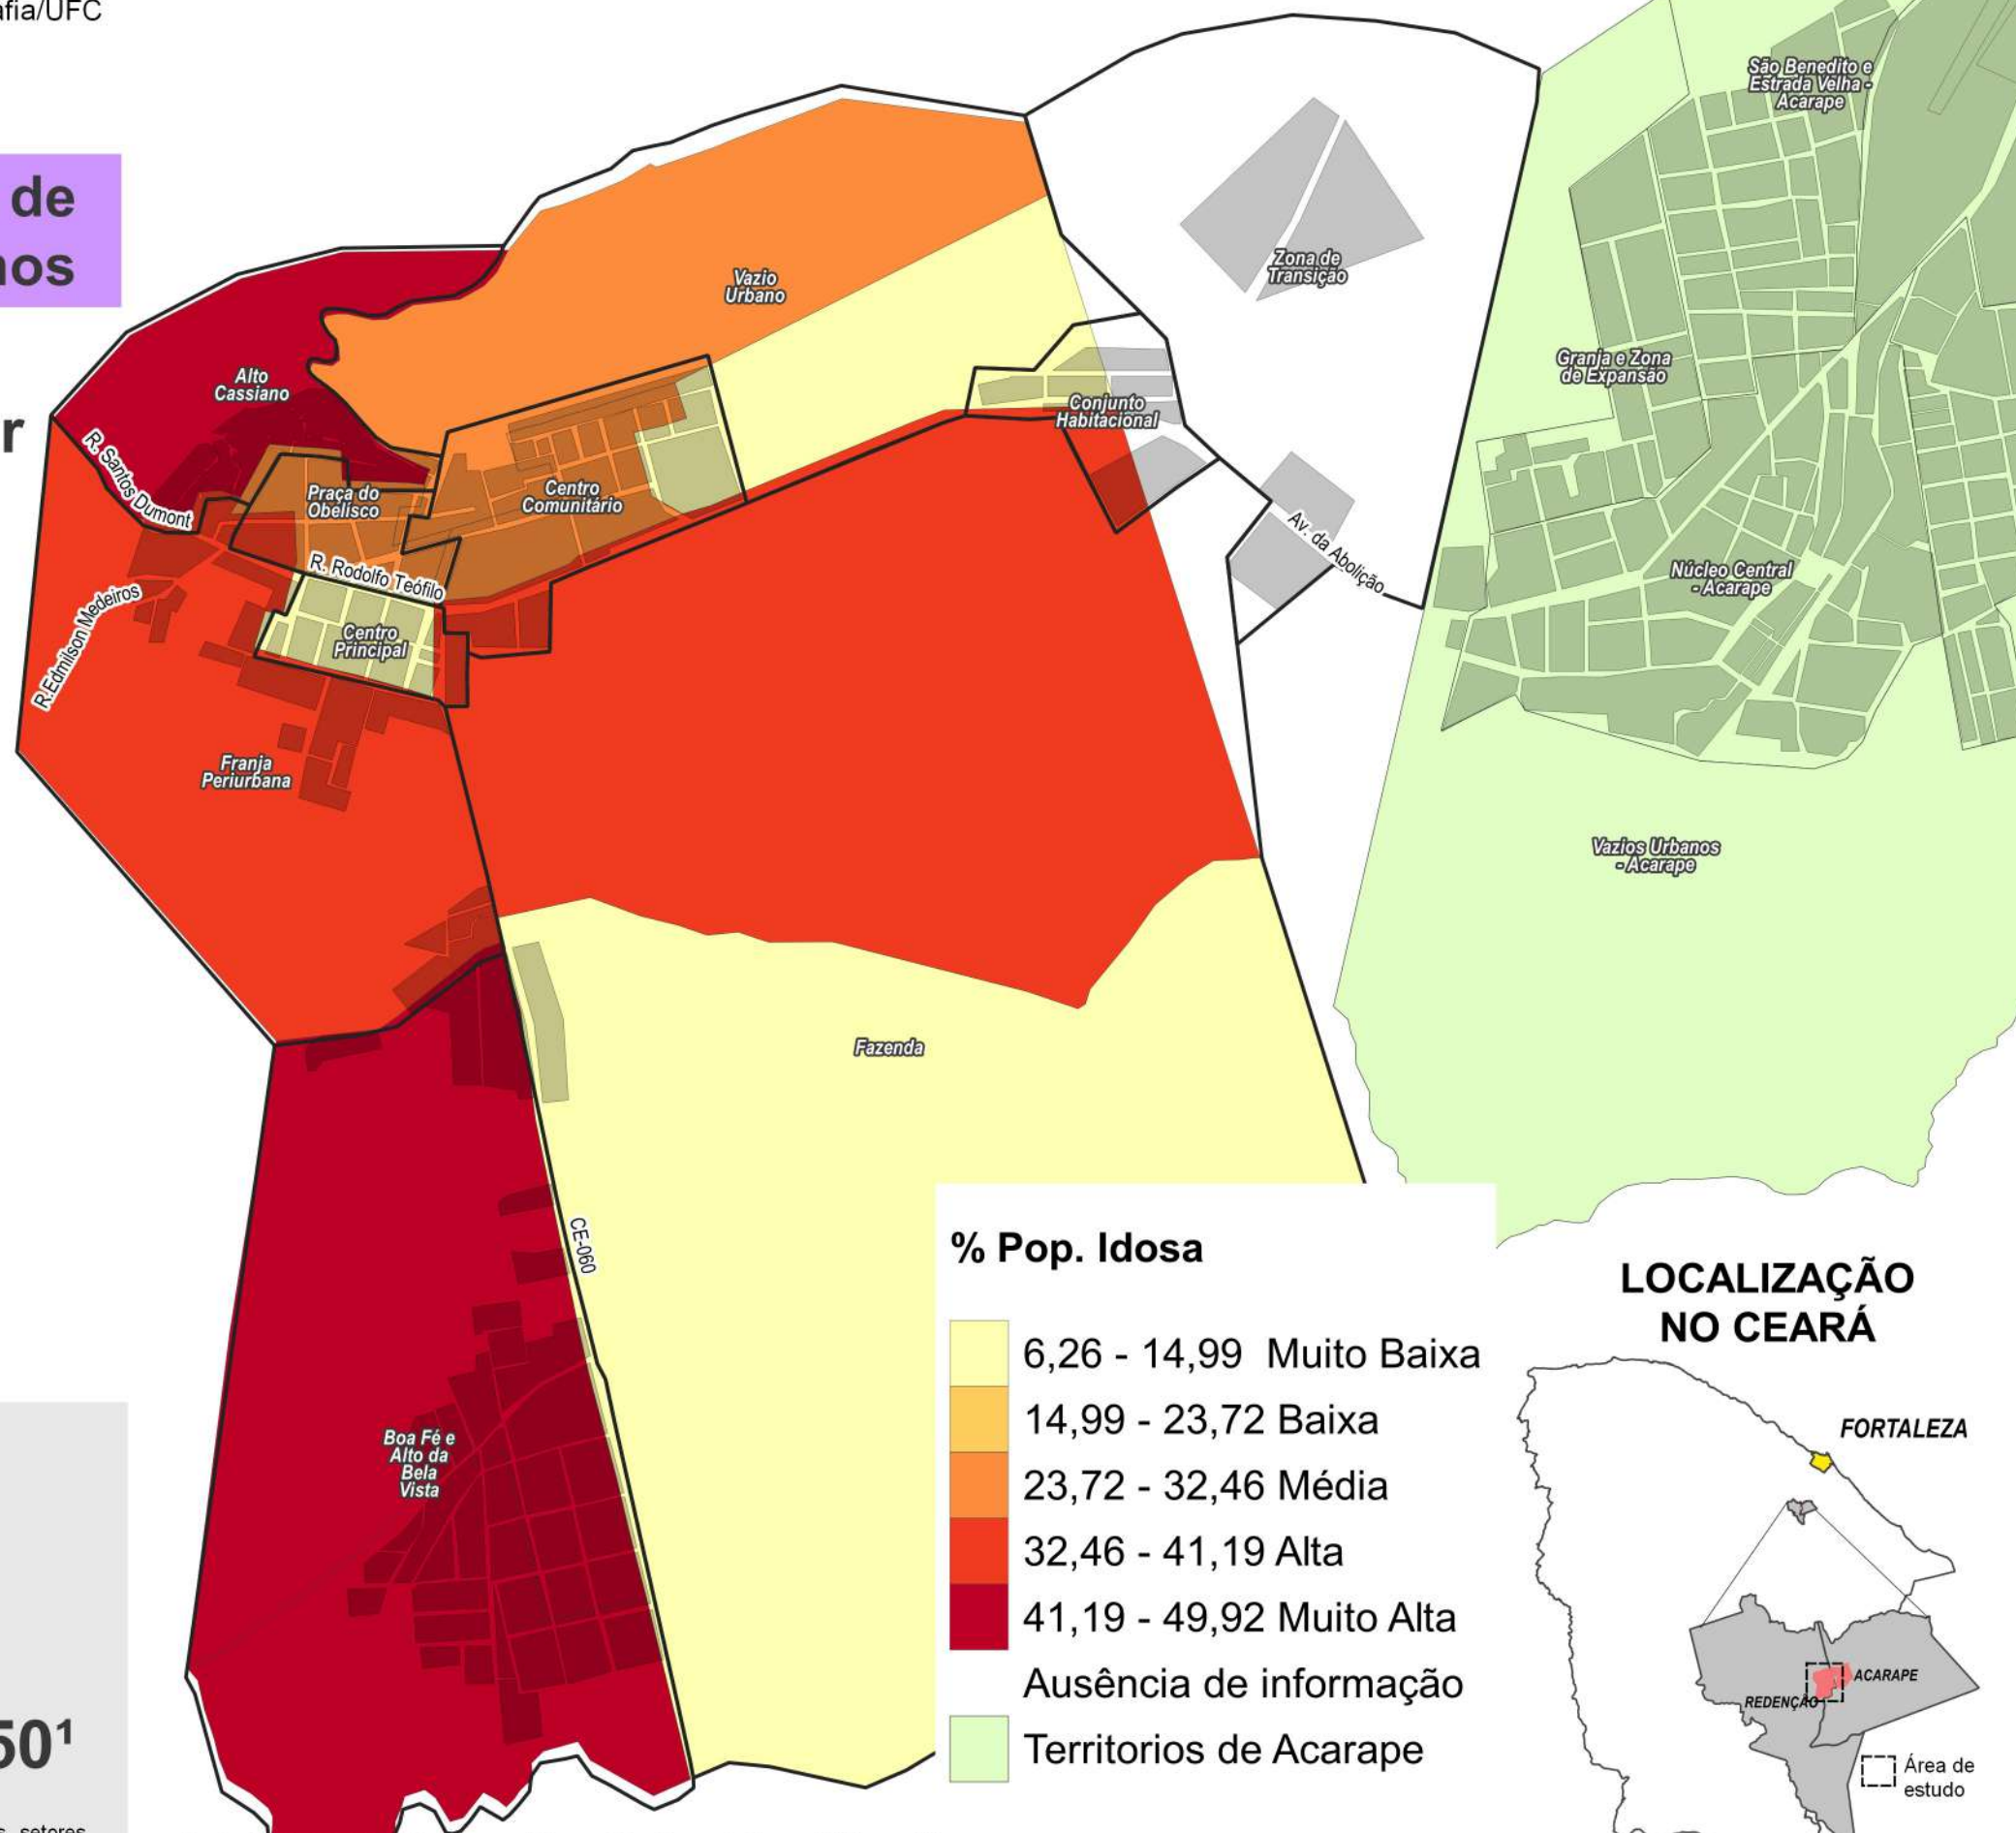 afia/UFC
de
nos
r
São Benedito e
Estrada Velha -
Acarape
Zona de
Transição
Vazio
Urbano
Alto
Cassiano
Granja e Zona
de Expansão
Conjunto
Habitacional
R. Santos Dumont
Praça do
Obelisco
Centro
Comunitário
Av. da Abolição
R. Rodolfo Teófilo
Núcleo Central
- Acarape
R.Edmilson Medeiros
Centro
Principal
Franja
Periurbana
Vazios Urbanos
- Acarape
Fazenda
CE-060
Boa Fé e
Alto da
Bela
Vista
% Pop. Idosa
6,26 - 14,99 Muito Baixa
14,99 - 23,72 Baixa
23,72 - 32,46 Média
32,46 - 41,19 Alta
41,19 - 49,92 Muito Alta
Ausência de informação
Territorios de Acarape
LOCALIZAÇÃO
NO CEARÁ
FORTALEZA
ACARAPE
REDENÇÃO
Área de
estudo
50¹
setores